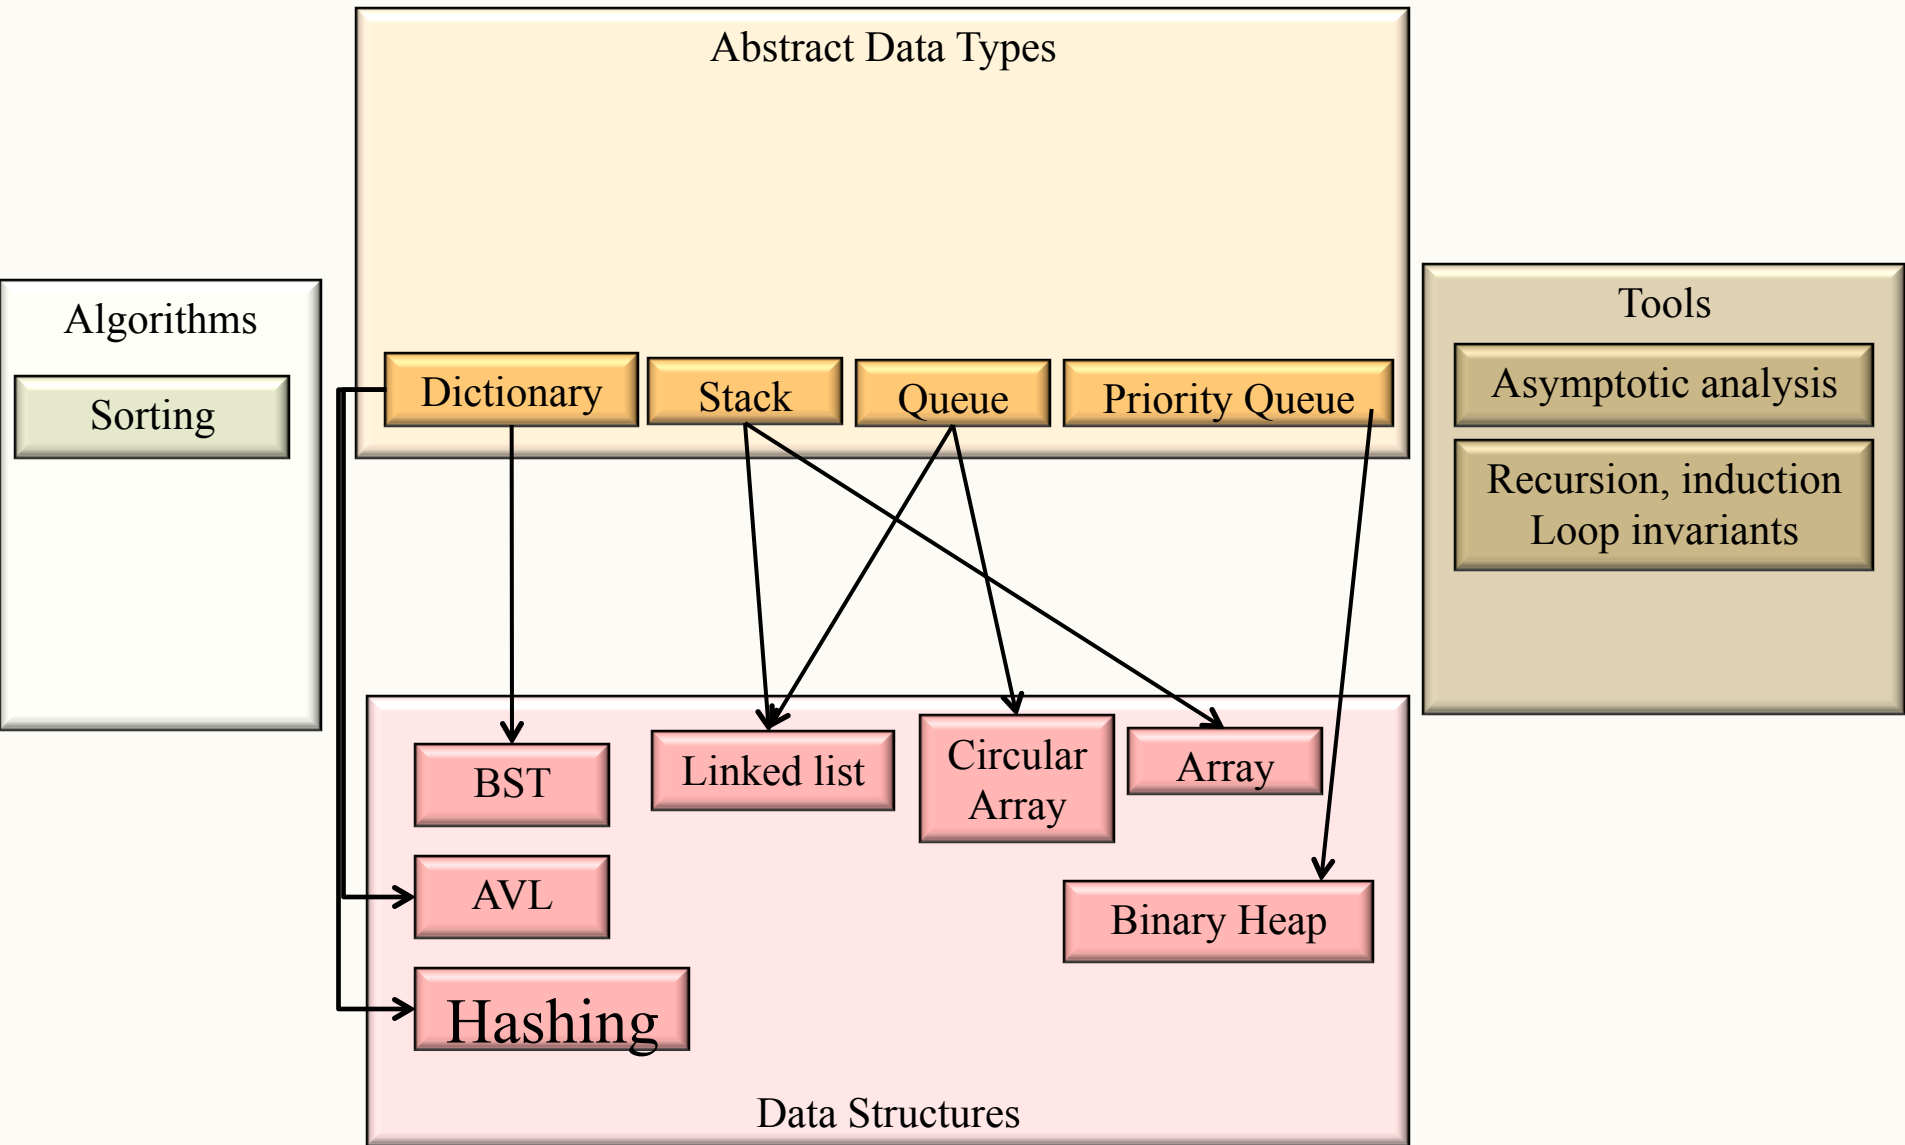 Abstract Data Types
Algorithms
Sorting
Dictionary
Stack
Queue
Priority Queue
Tools
Asymptotic analysis
Recursion, induction
Loop invariants
BST
Linked list
Circular
Array
Array
AVL
Binary Heap
Hashing
Data Structures